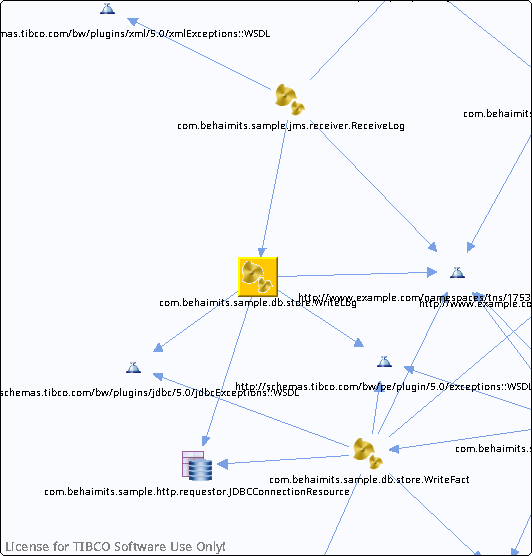 mas.tibco.com/bw/plugins/xml/5.0/xmlExceptions::WSDL
com.beha
com.behaimits.sample.jms.receiver.ReceiveLog
com.behaimits.sample.db.store.WriteLog
http://www.example.com/namespaces/tns/1753
http://www.example.co
http://schemas.tibco.com/bw/pe/plugin/5.0/exceptions::WSDL
schemas.tibco.com/bw/plugins/jdbc/5.0/jdbcExceptions::WSDL
com.behaimits.s
com.behaimits.sample.db.store.WriteFact
com.behaimits.sample.http.requestor.JDBCConnectionResource
License for TIBCO Software Use Only!